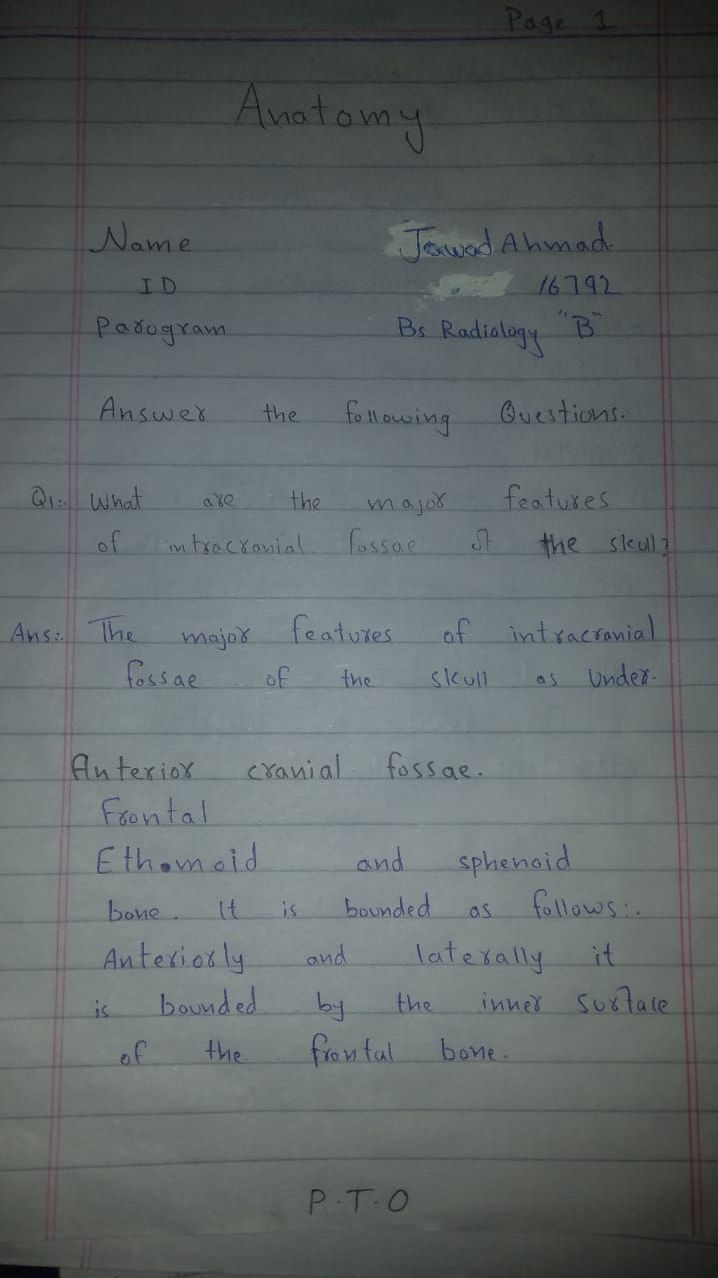 Page 1
Anatomy
Name Jawad Ahmad.
ID 16792
Parogram Bs Radiology "B"
Answer the following Questions.
Q1:. What are the major features
of intracranial fossae of the skull?
Ans:. The major features of intracranial
fossae of the skull as Under.
Anterior cranial fossae.
Frontal
Ethomoid and sphenoid
bone. It is bounded as follows:.
Anteriorly and laterally it
is bounded by the inner surface
of the frontal bone.
P.T.O